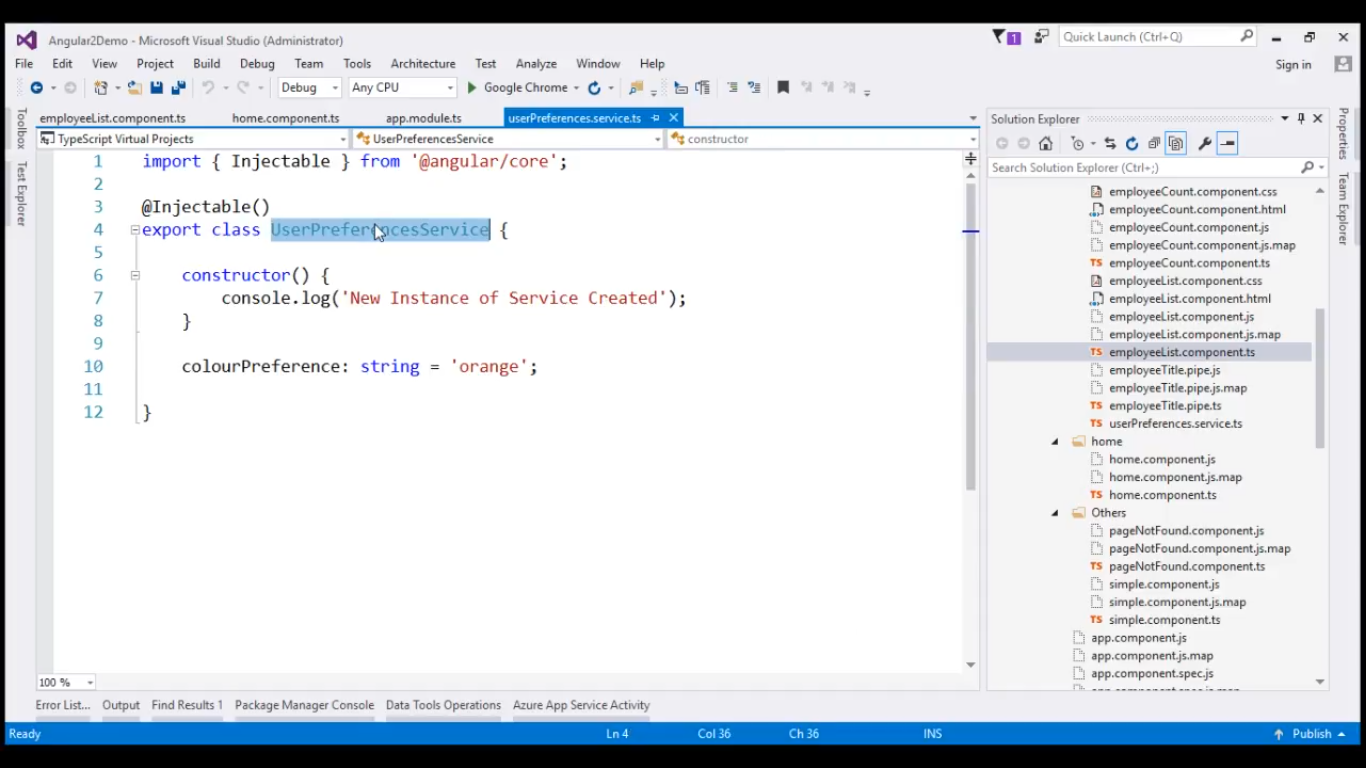 Angular2Demo - Microsoft Visual Studio (Administrator)
1
Quick Launch (Ctrl+Q)
File Edit View Project Build Debug Team Tools Architecture Test Analyze Window Help
Sign in
Debug Any CPU Google Chrome
Toolbox
Test Explorer
employeeList.component.ts home.component.ts app.module.ts userPreferences.service.ts
TypeScript Virtual Projects UserPreferencesService constructor
1 import { Injectable } from '@angular/core';
2
3 @Injectable()
4 export class UserPreferencesService {
5
6 constructor() {
7 console.log('New Instance of Service Created');
8 }
9
10 colourPreference: string = 'orange';
11
12 }
100 %
Solution Explorer
Search Solution Explorer (Ctrl+;)
employeeCount.component.css
employeeCount.component.html
employeeCount.component.js
employeeCount.component.js.map
TS employeeCount.component.ts
employeeList.component.css
employeeList.component.html
employeeList.component.js
employeeList.component.js.map
TS employeeList.component.ts
employeeTitle.pipe.js
employeeTitle.pipe.js.map
TS employeeTitle.pipe.ts
TS userPreferences.service.ts
home
home.component.js
home.component.js.map
TS home.component.ts
Others
pageNotFound.component.js
pageNotFound.component.js.map
TS pageNotFound.component.ts
simple.component.js
simple.component.js.map
TS simple.component.ts
app.component.js
app.component.js.map
app.component.spec.js
Properties
Team Explorer
Error List... Output Find Results 1 Package Manager Console Data Tools Operations Azure App Service Activity
Ready Ln 4 Col 36 Ch 36 INS Publish